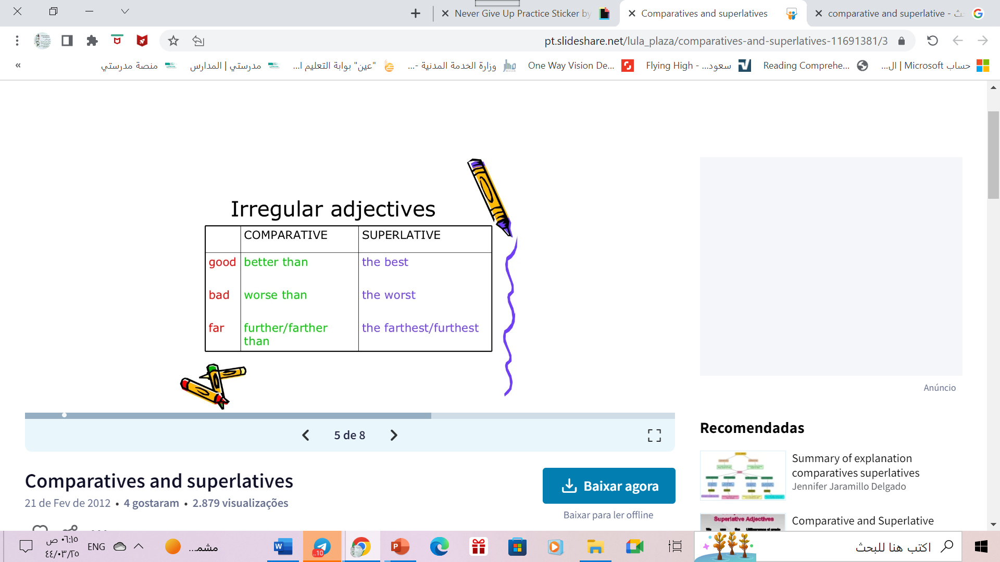 Never Give Up Practice Sticker by
Comparatives and superlatives
comparative and superlative -
pt.slideshare.net/lula_plaza/comparatives-and-superlatives-11691381/3
«
منصة مدرستي
مدرستي | المدارس
"عين" بوابة التعليم ا...
وزارة الخدمة المدنية -...
One Way Vision De...
Flying High - سعود...
Reading Comprehe...
حساب Microsoft | ال...
Irregular adjectives
COMPARATIVE SUPERLATIVE
good better than the best
bad worse than the worst
far further/farther than the farthest/furthest
Anúncio
5 de 8
Recomendadas
Comparatives and superlatives
21 de Fev de 2012 • 4 gostaram • 2.879 visualizações
Baixar agora
Baixar para ler offline
Summary of explanation
comparatives superlatives
Jennifer Jaramillo Delgado
Superlative Adjectives
We use the
Comparative and Superlative
٠٦:١٥ ص
٤٤/٠٣/٢٥
ENG
مشمـ...
10..
اكتب هنا للبحث